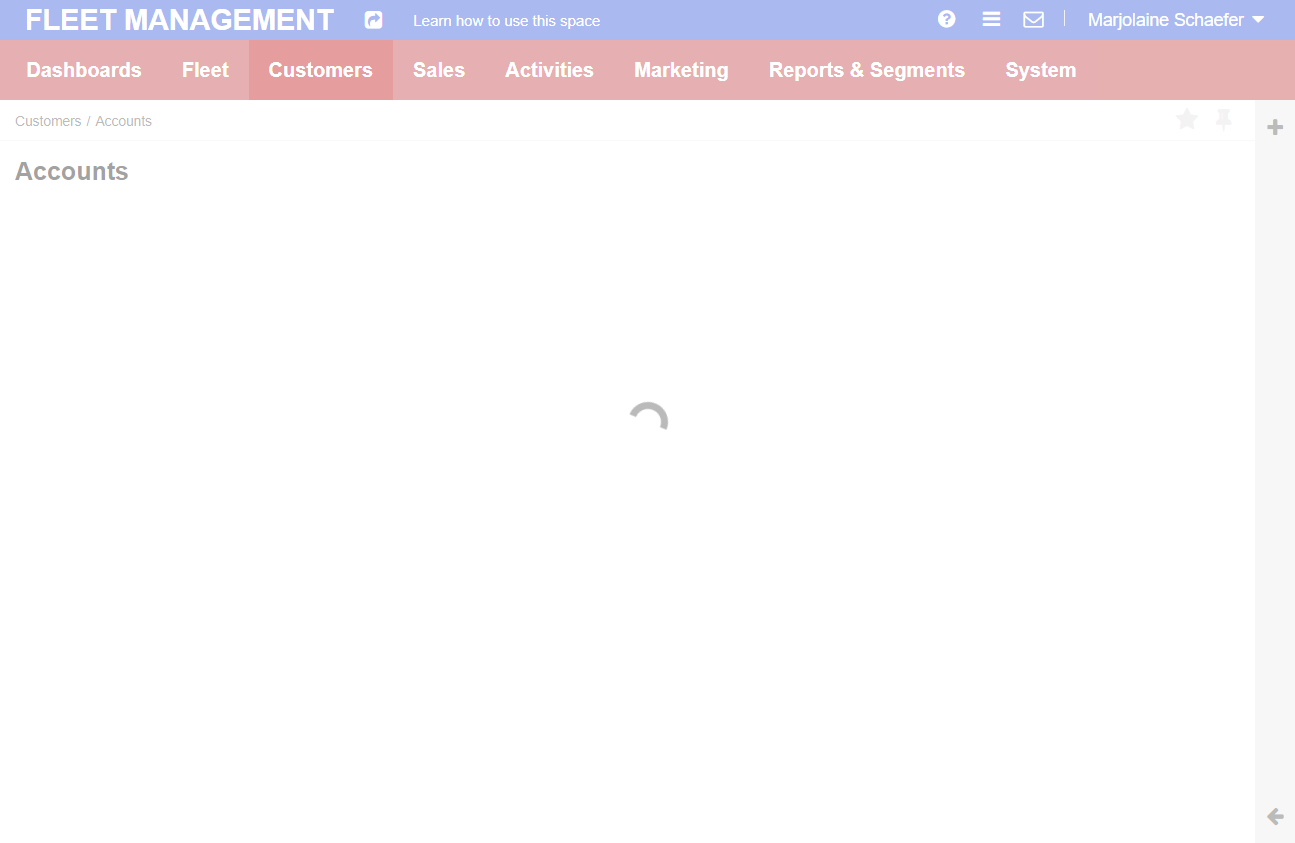 FLEET MANAGEMENT Learn how to use this space Marjolaine Schaefer
Dashboards Fleet Customers Sales Activities Marketing Reports & Segments System
Customers / Accounts
Accounts